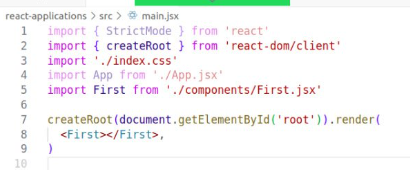 react-applications > src > main.jsx
1 import { StrictMode } from 'react'
2 import { createRoot } from 'react-dom/client'
3 import './index.css'
4 import App from './App.jsx'
5 import First from './components/First.jsx'
6
7 createRoot(document.getElementById('root')).render(
8   <First></First>,
9 )
10